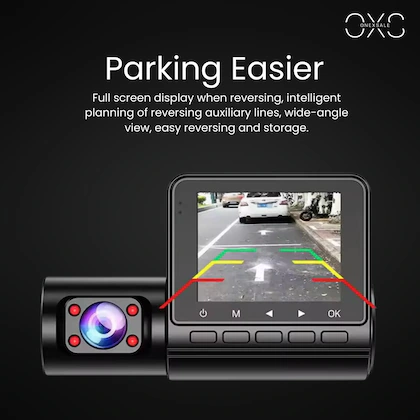 OXS
ONEXSALE
Parking Easier
Full screen display when reversing, intelligent
planning of reversing auxiliary lines, wide-angle
view, easy reversing and storage.
M
OK